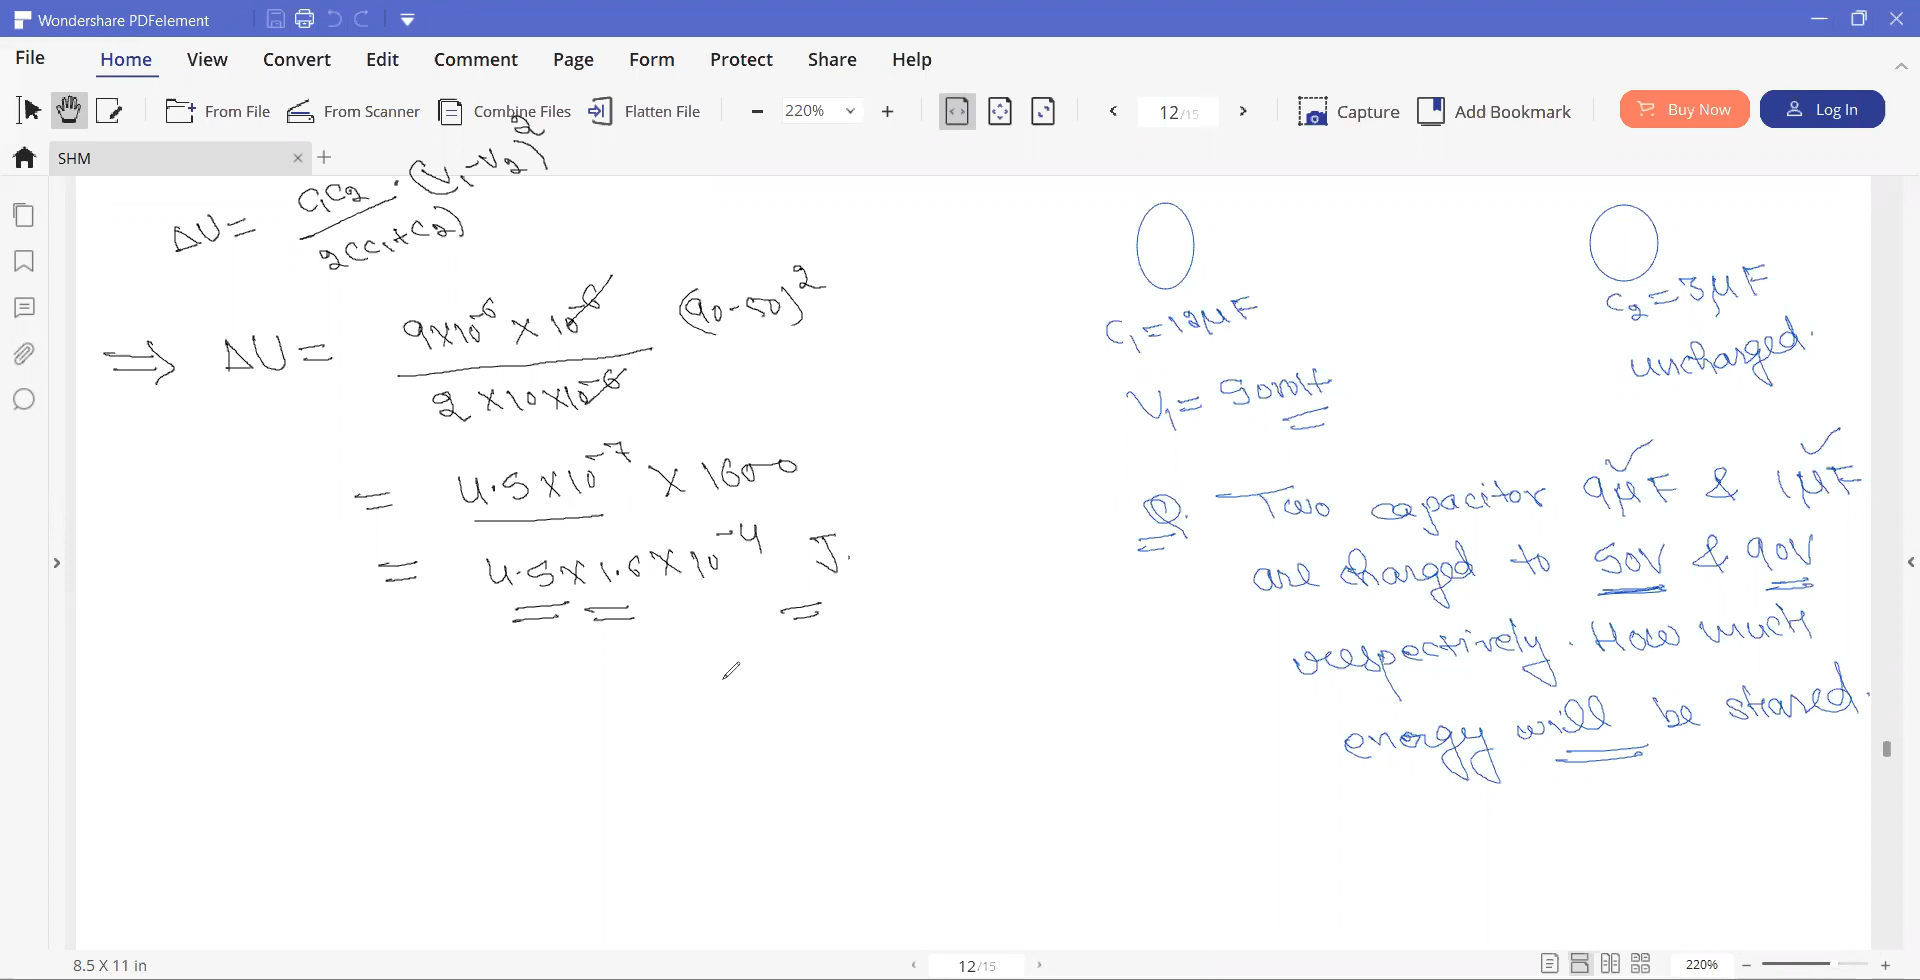 Wondershare PDFelement
File Home View Convert Edit Comment Page Form Protect Share Help
From File From Scanner Combine Files Flatten File 220% 12/15 Capture Add Bookmark Buy Now Log In
SHM
ΔU = C₁C₂/2(C₁+C₂) · (V₁-V₂)²
⇒ ΔU = 9×10⁻⁶ × 10⁻⁶/2×10×10⁻⁶ (90-50)²
= 4.5×10⁻⁷ × 1600
= 4.5×1.6×10⁻⁴ J.
C₁ = 12μF
V₁ = 50volt
C₂ = 3μF
uncharged.
Q. Two capacitor 9μF & 1μF
are charged to 50V & 90V
respectively. How much
energy will be shared.
8.5 X 11 in
12/15
220%